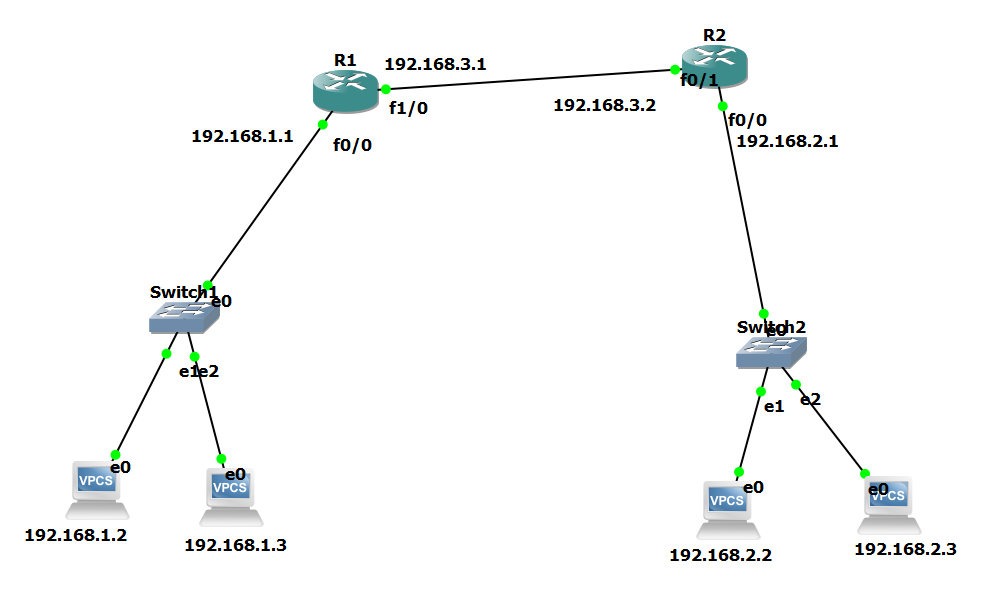 R1
R2
192.168.3.1
f0/1
f1/0
192.168.3.2
192.168.1.1
f0/0
f0/0
192.168.2.1
Switch1
e0
Switch2
e0
e1
e2
e1
e2
e0
e0
e0
e0
VPCS
VPCS
VPCS
VPCS
192.168.1.2
192.168.1.3
192.168.2.2
192.168.2.3